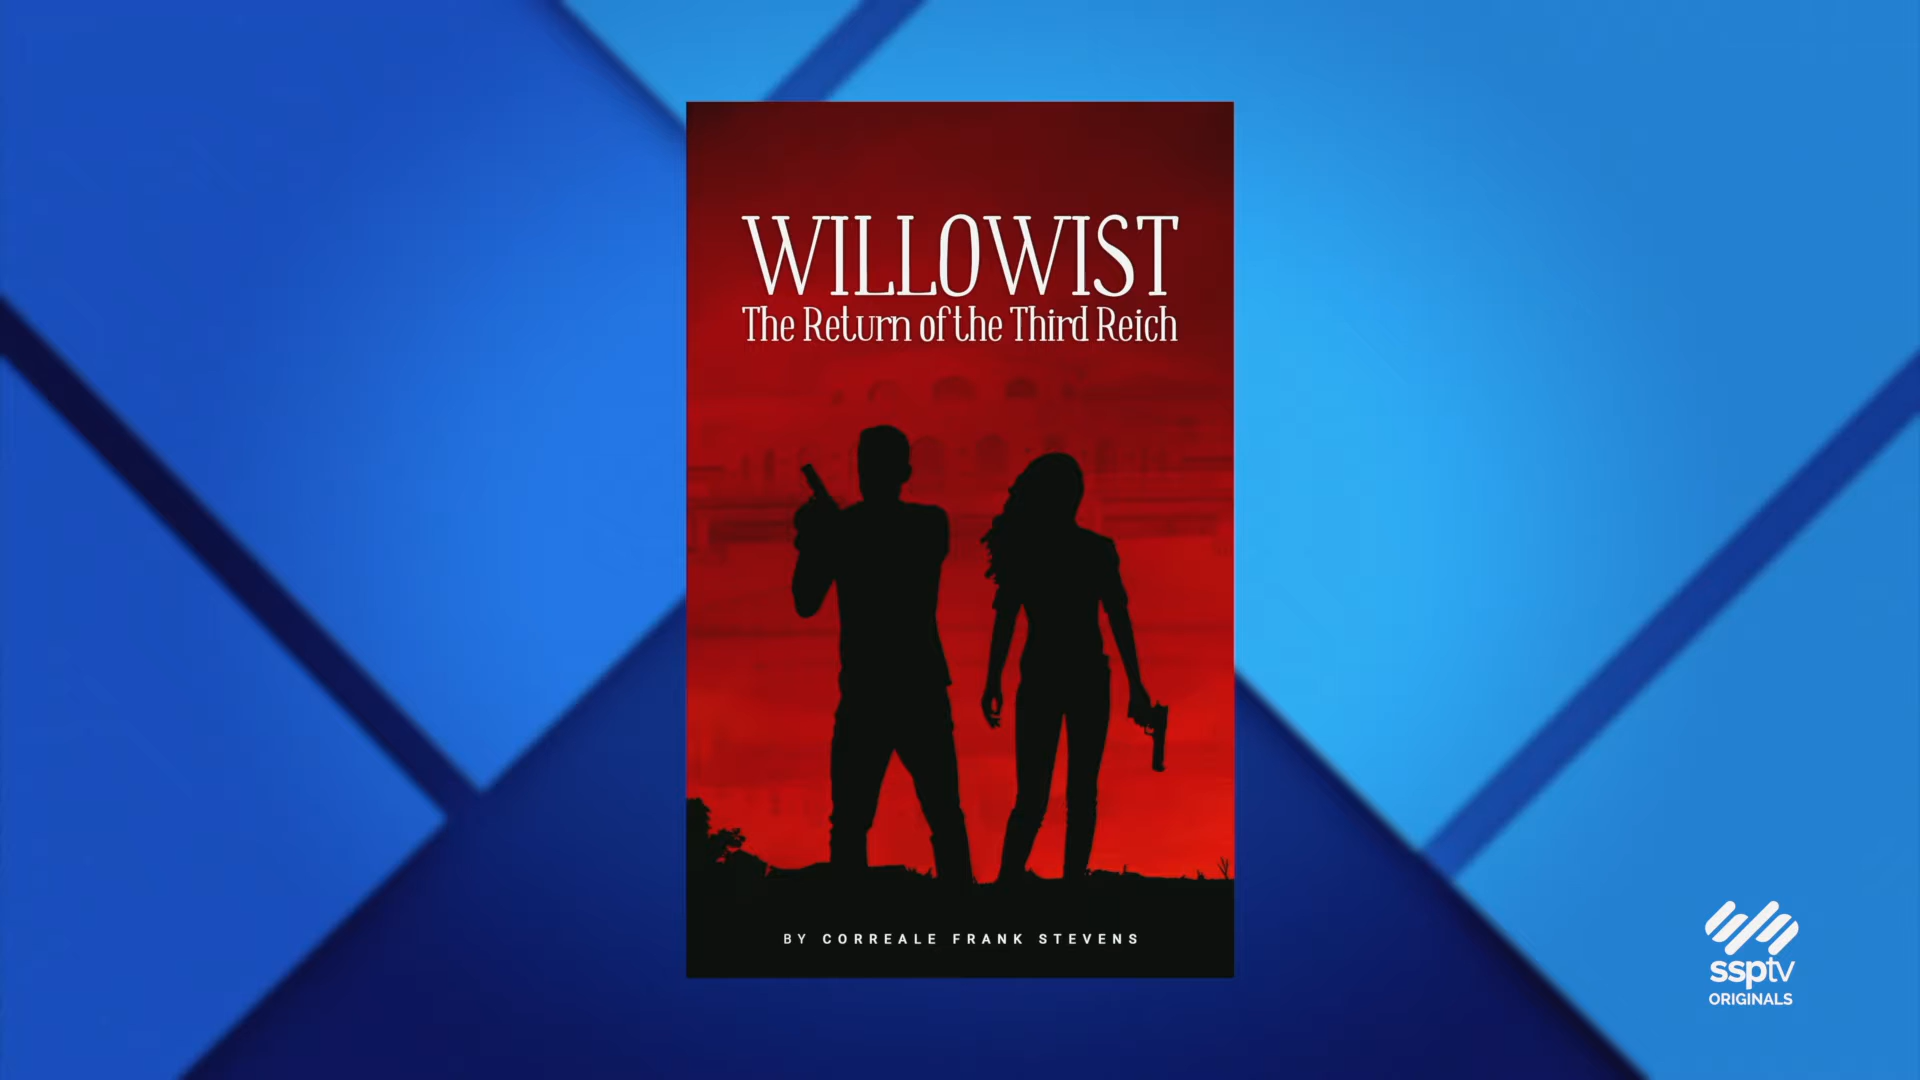 WILLOWIST
The Return of the Third Reich
BY CORREALE FRANK STEVENS
ssptv
ORIGINALS